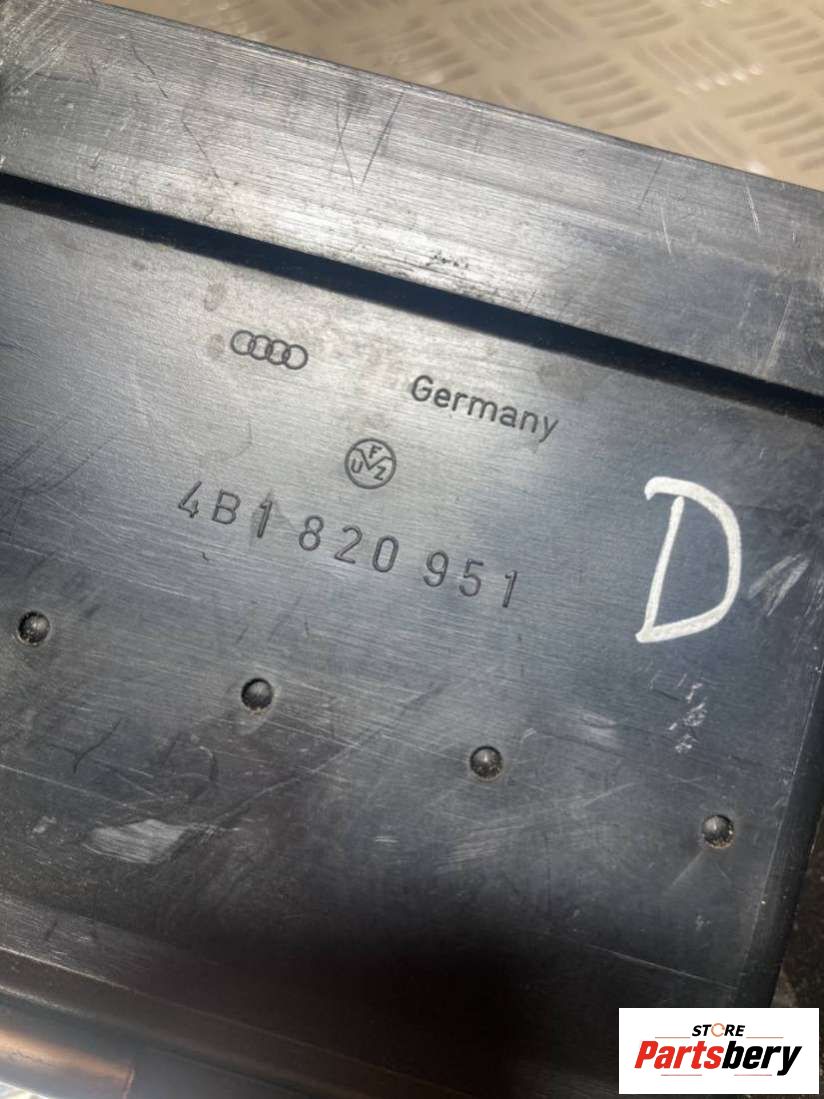 Germany
F
U Z
4B1 820 951
D
STORE
Partsbery